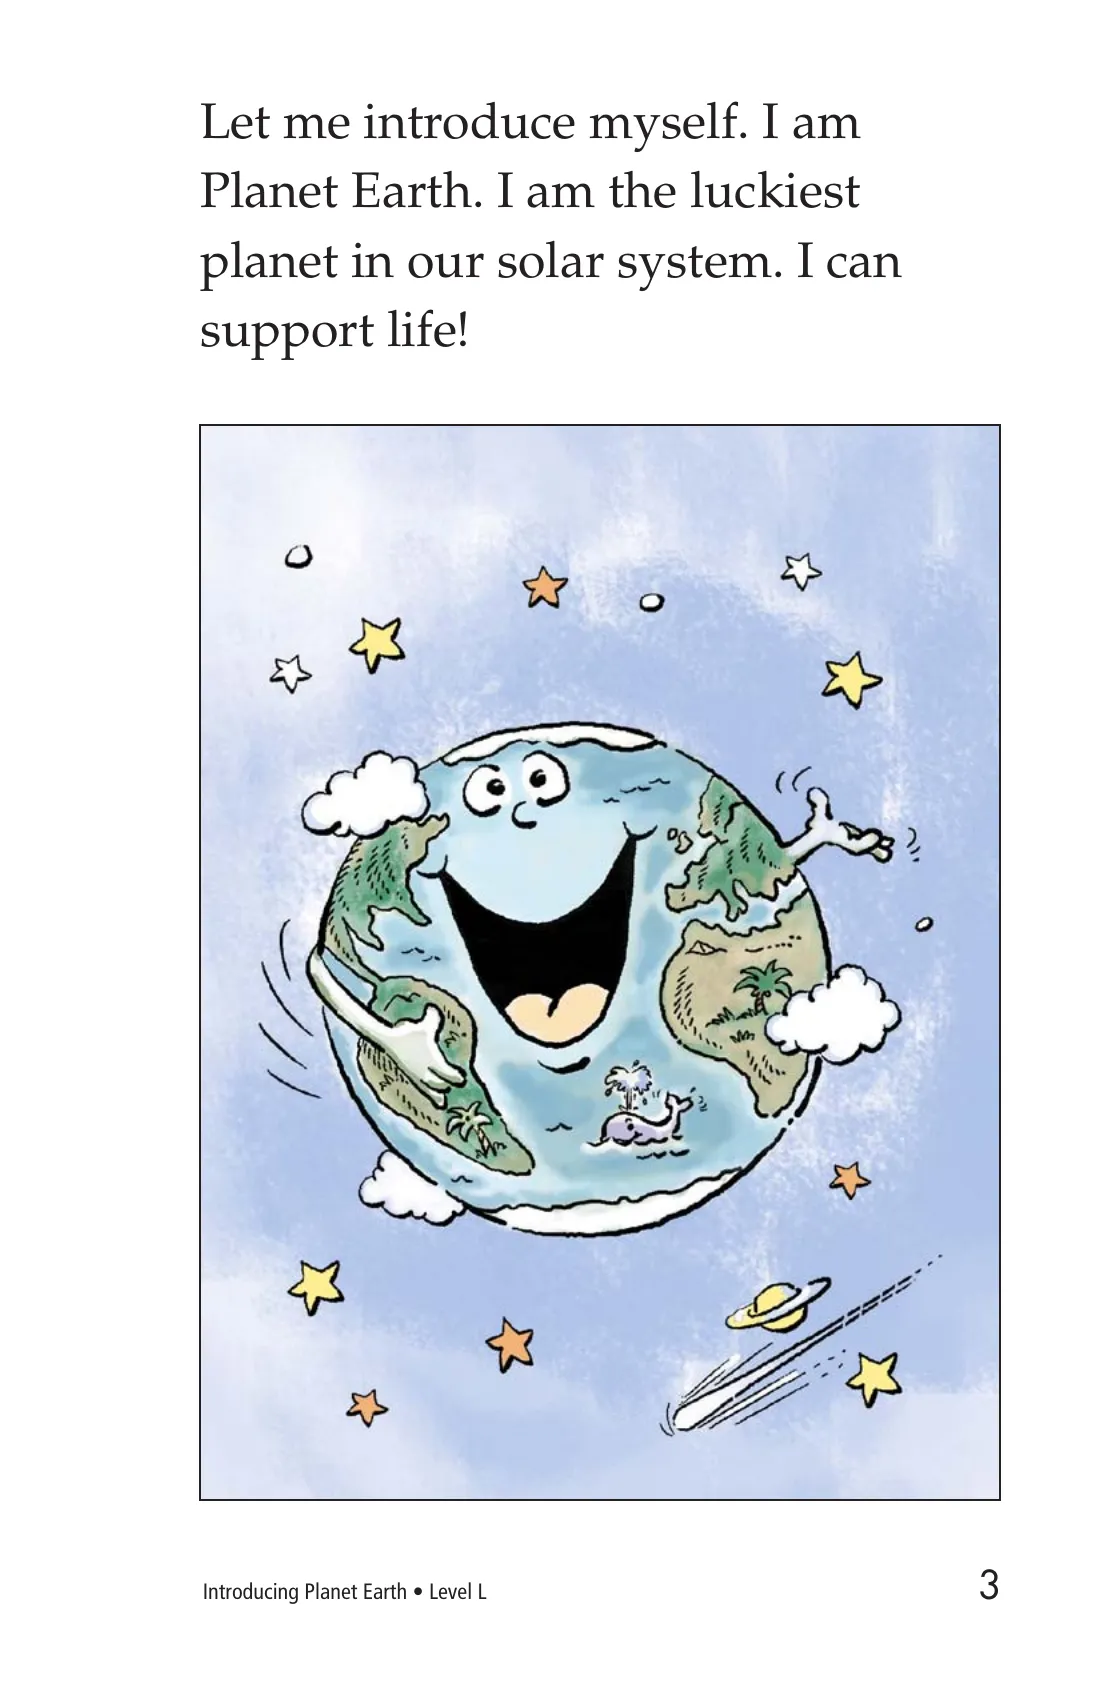 Let me introduce myself. I am
Planet Earth. I am the luckiest
planet in our solar system. I can
support life!
Introducing Planet Earth • Level L
3